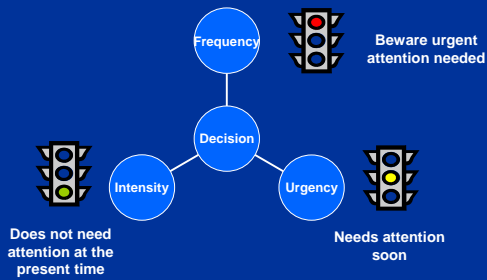 Frequency
Beware urgent
attention needed
Decision
Intensity
Urgency
Does not need
attention at the
present time
Needs attention
soon